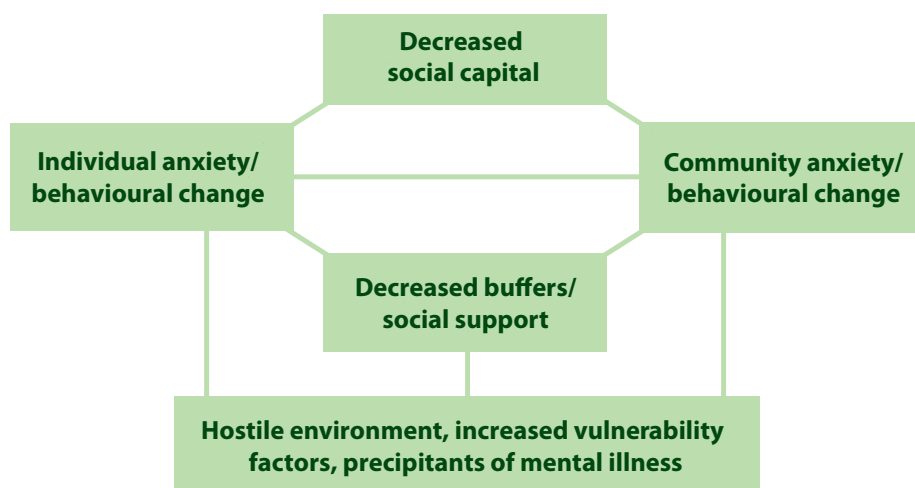 Decreased
social capital
Individual anxiety/
behavioural change
Community anxiety/
behavioural change
Decreased buffers/
social support
Hostile environment, increased vulnerability
factors, precipitants of mental illness